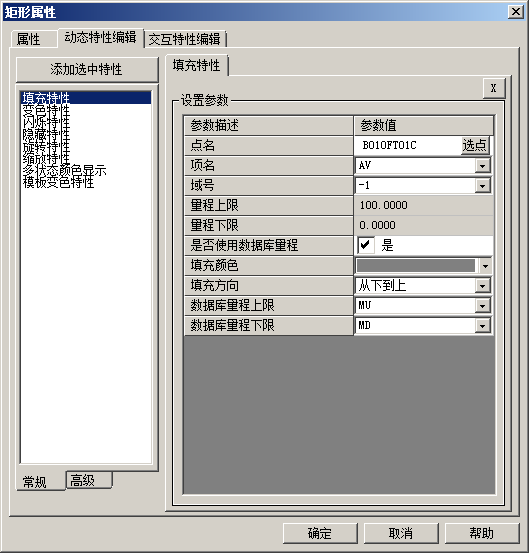 矩形属性
属性 动态特性编辑 交互特性编辑
添加选中特性
填充特性
变色特性
闪烁特性
隐藏特性
旋转特性
缩放特性
多状态颜色显示
模板变色特性
常规 高级
填充特性
X
设置参数
参数描述 参数值
点名 B010FT01C 选点
项名 AV
域号 -1
量程上限 100.0000
量程下限 0.0000
是否使用数据库量程 是
填充颜色
填充方向 从下到上
数据库量程上限 MU
数据库量程下限 MD
确定 取消 帮助